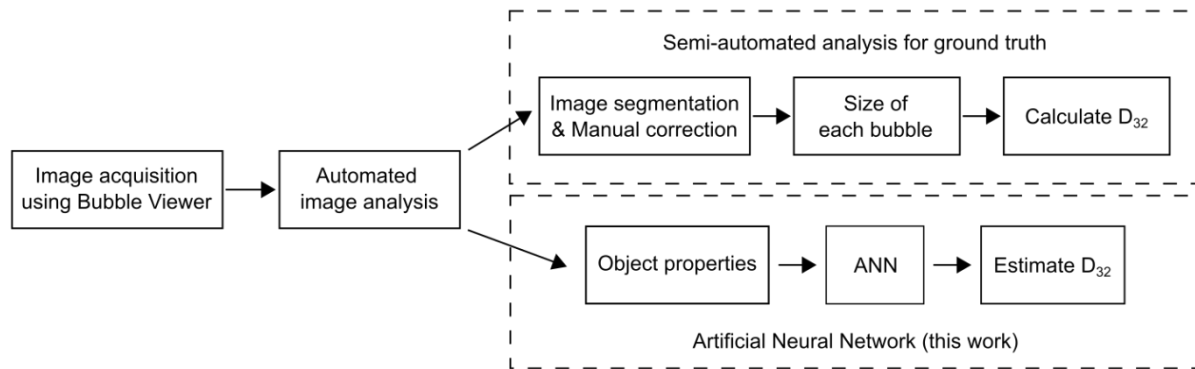 Semi-automated analysis for ground truth
Image segmentation
& Manual correction
Size of
each bubble
Calculate D₃₂
Image acquisition
using Bubble Viewer
Automated
image analysis
Object properties
ANN
Estimate D₃₂
Artificial Neural Network (this work)